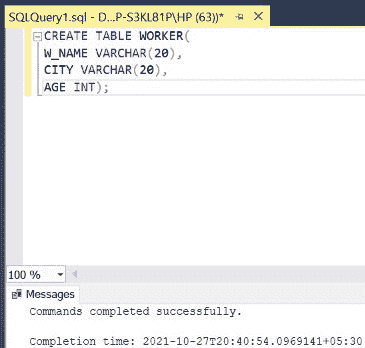 SQLQuery1.sql - D...P-S3KL81P\HP (63))*
CREATE TABLE WORKER(
W_NAME VARCHAR(20),
CITY VARCHAR(20),
AGE INT);
100 %
Messages
Commands completed successfully.
Completion time: 2021-10-27T20:40:54.0969141+05:30